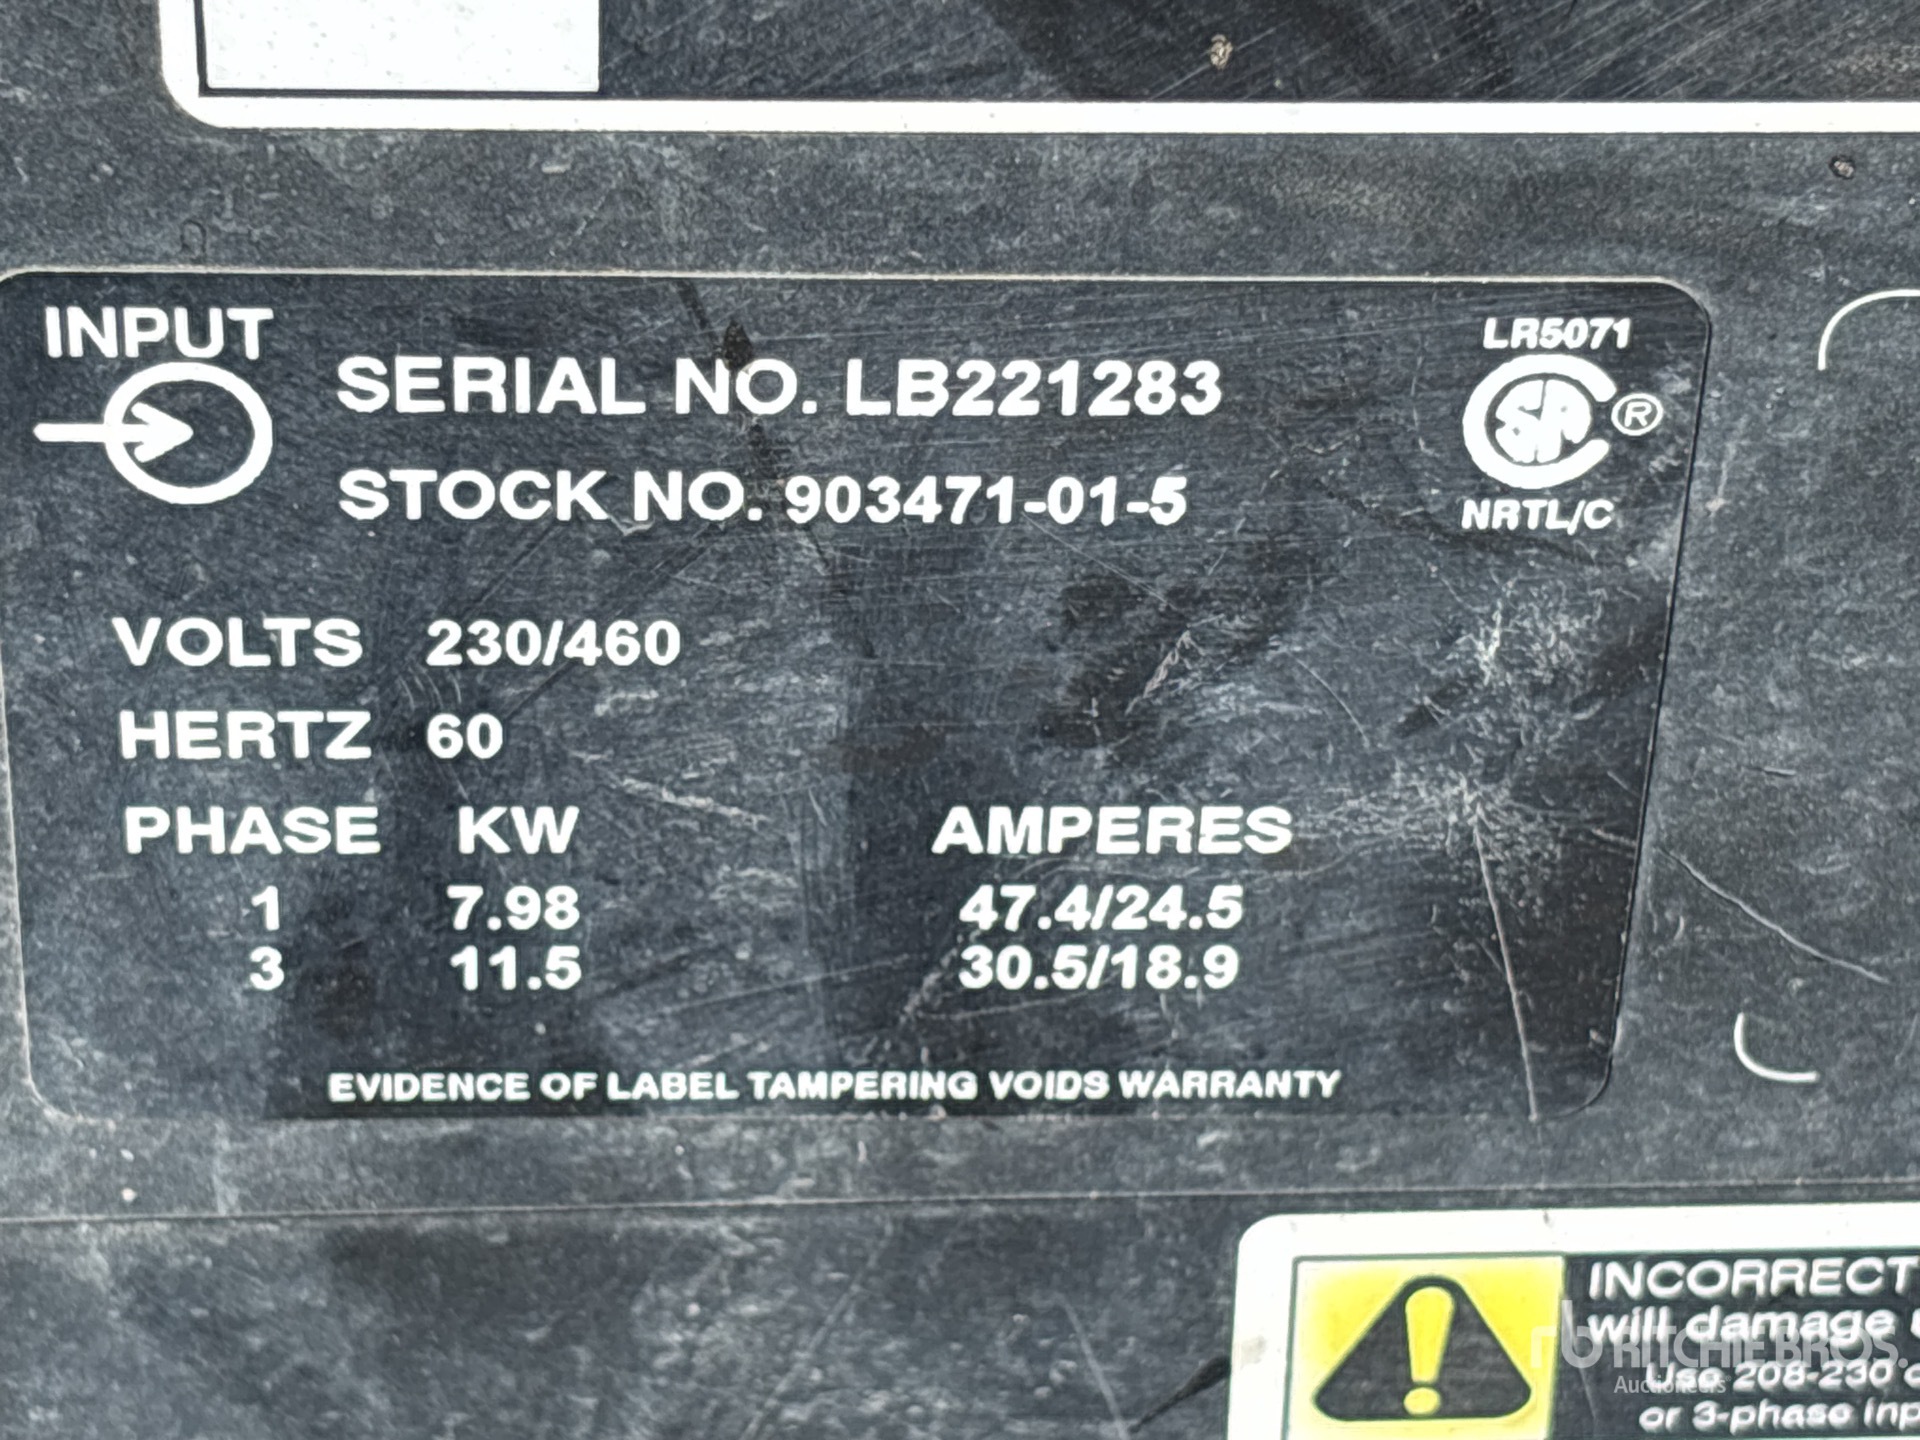 INPUT
SERIAL NO. LB221283
STOCK NO. 903471-01-5
LR5071
SA ®
NRTL/C
VOLTS 230/460
HERTZ 60
PHASE KW AMPERES
1 7.98 47.4/24.5
3 11.5 30.5/18.9
EVIDENCE OF LABEL TAMPERING VOIDS WARRANTY
INCORRECT
will damage
Use 208-230
or 3-phase
rb RITCHIE BROS.
Auctioneers